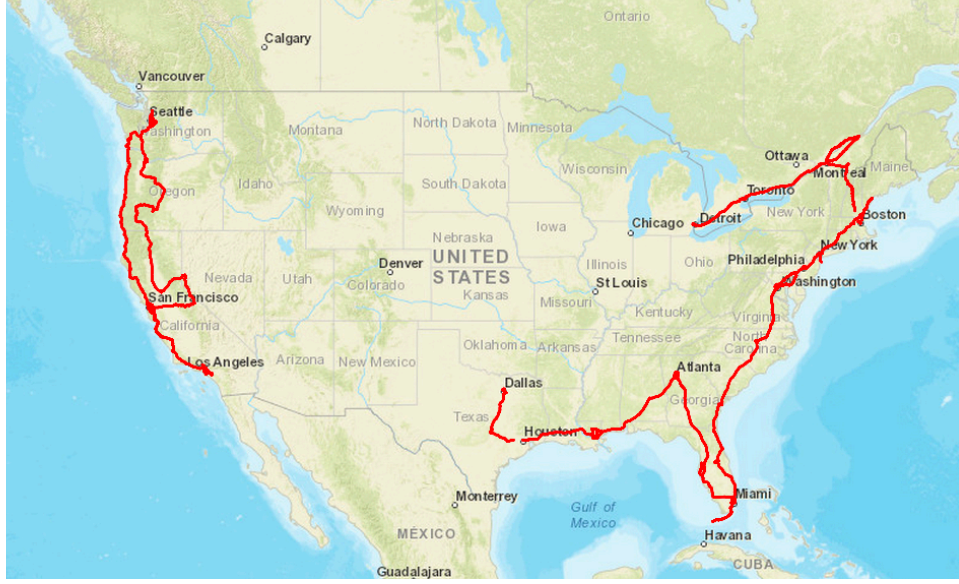 Ontario
Calgary
Vancouver
Seattle
Washington
Montana
North Dakota
Minnesota
Ottawa
Montreal
Maine
Oregon
Idaho
Wisconsin
Toronto
South Dakota
Wyoming
Chicago
Detroit
New York
Boston
Iowa
Nebraska
New York
Nevada
Utah
Denver
Colorado
UNITED
STATES
Illinois
Ohio
Philadelphia
Washington
St Louis
San Francisco
Kansas
Missouri
Kentucky
Virginia
California
Tennessee
North
Carolina
Oklahoma
Arkansas
Los Angeles
Arizona
New Mexico
Atlanta
Dallas
Georgia
Texas
Houston
Monterrey
Miami
Gulf of
Mexico
MÉXICO
Havana
CUBA
Guadalajara